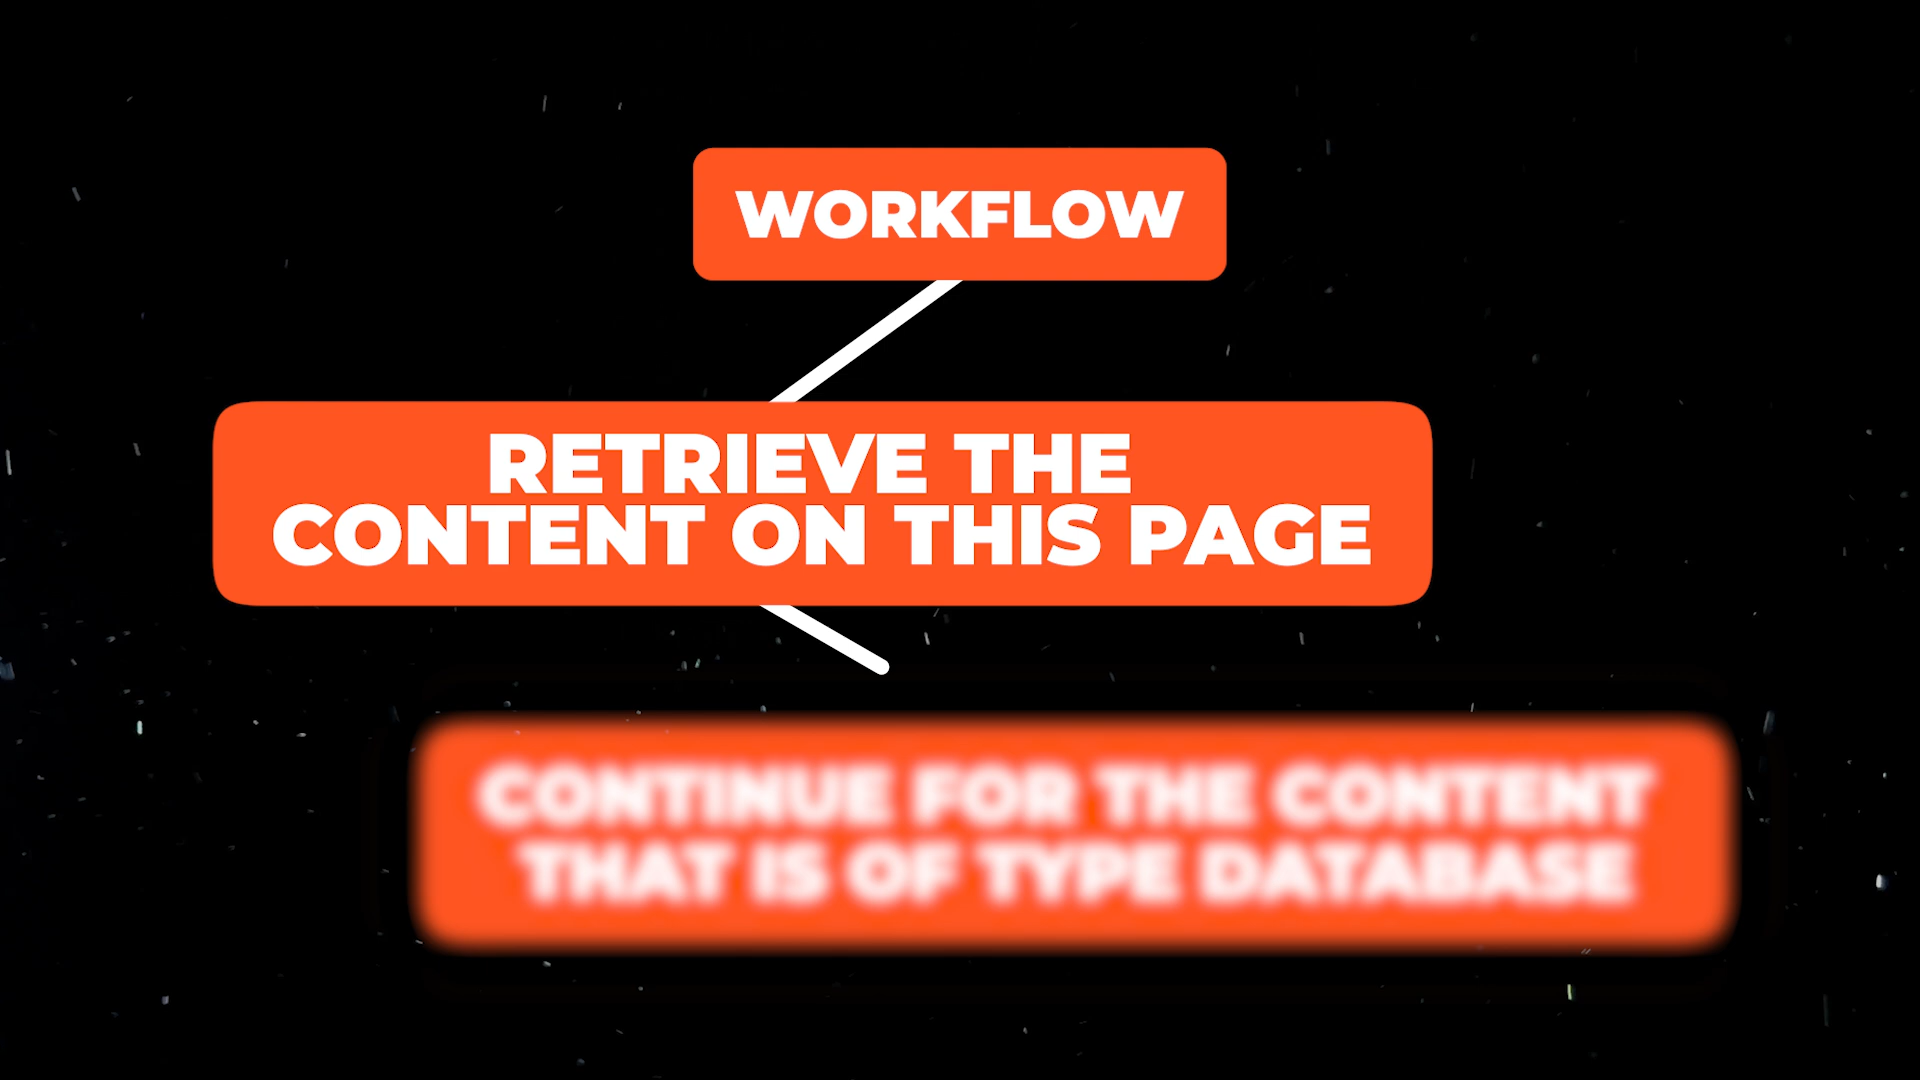 WORKFLOW
RETRIEVE THE
CONTENT ON THIS PAGE
CONTINUE FOR THE CONTENT
THAT IS OF TYPE DATABASE